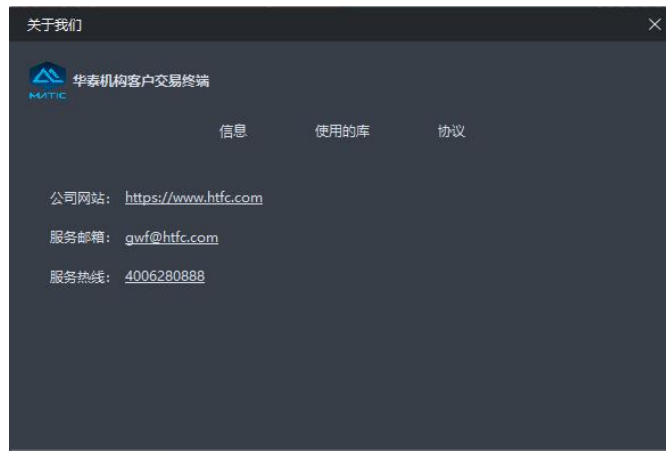 关于我们
华泰机构客户交易终端
MATIC
信息 使用的库 协议
公司网站： https://www.htfc.com
服务邮箱： gwf@htfc.com
服务热线： 4006280888